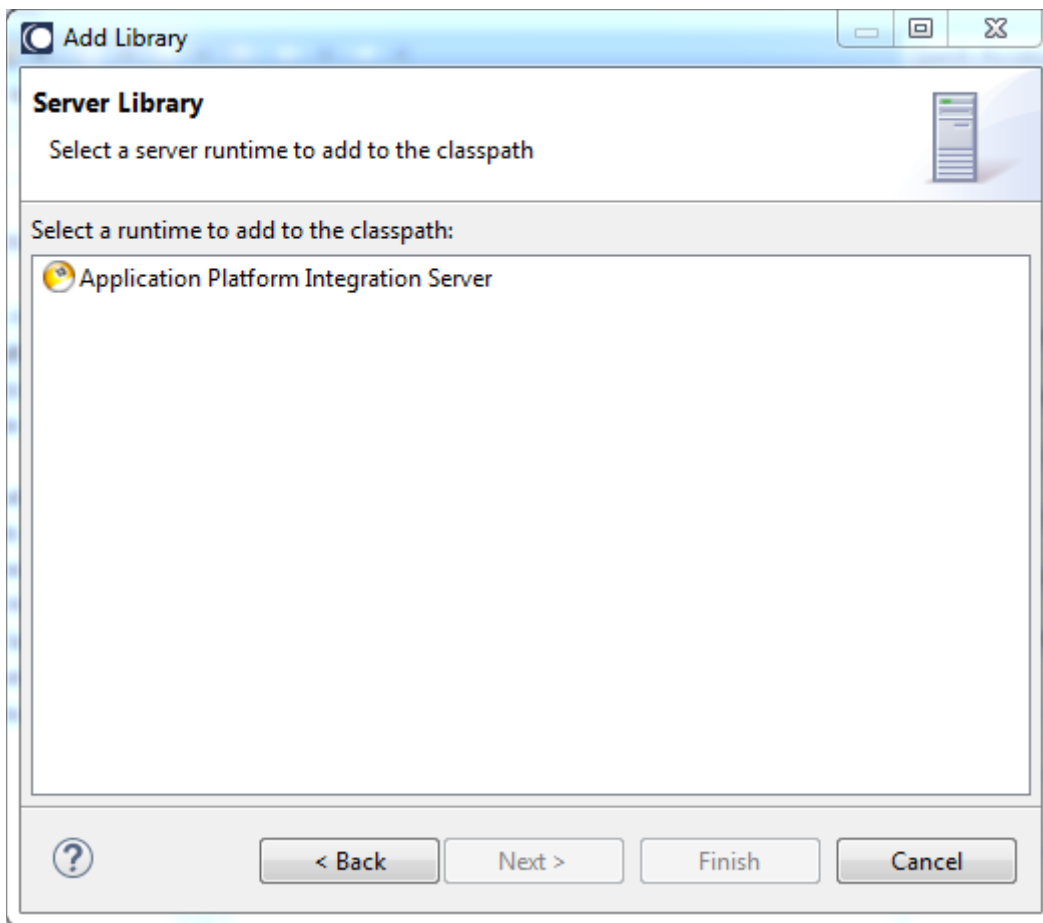 Add Library
Server Library
Select a server runtime to add to the classpath
Select a runtime to add to the classpath:
Application Platform Integration Server
?
< Back
Next >
Finish
Cancel